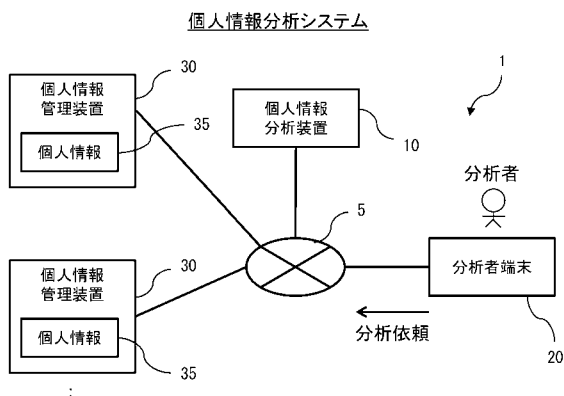 個人情報分析システム
30
個人情報
管理装置
35
個人情報
個人情報
分析装置
10
1
分析者
5
分析者端末
20
分析依頼
30
個人情報
管理装置
個人情報
35
：